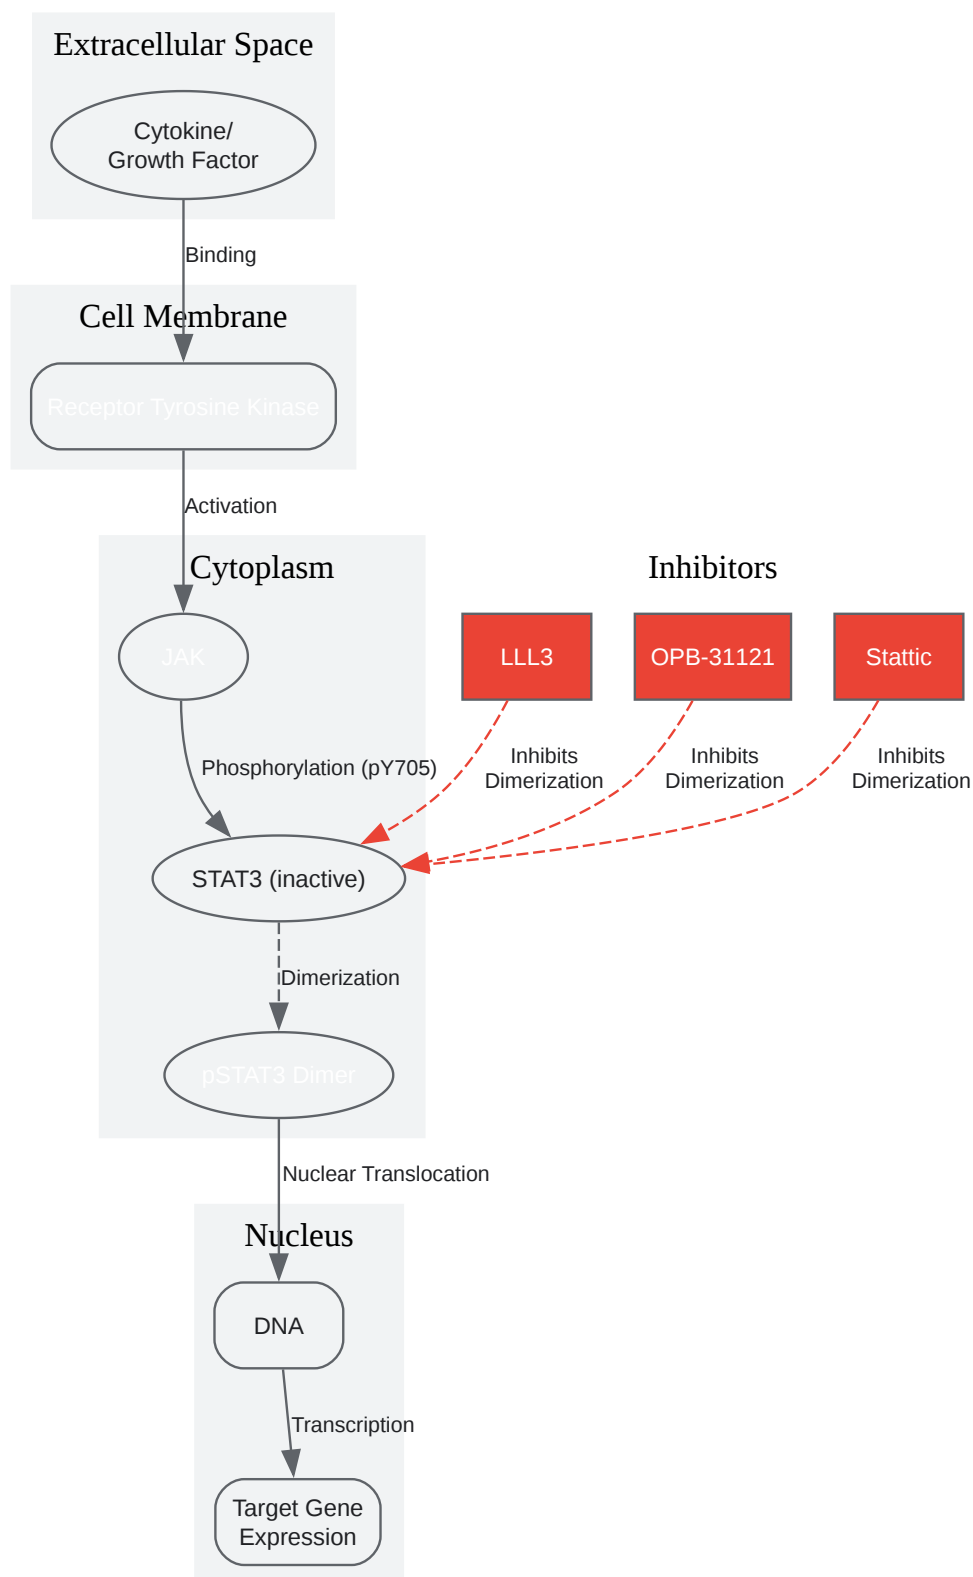 Extracellular Space
Cytokine/
Growth Factor
Binding
Cell Membrane
Receptor Tyrosine Kinase
Activation
Cytoplasm
Inhibitors
JAK
LLL3
OPB-31121
Stattic
Phosphorylation (pY705)
Inhibits
Dimerization
Inhibits
Dimerization
Inhibits
Dimerization
STAT3 (inactive)
Dimerization
pSTAT3 Dimer
Nuclear Translocation
Nucleus
DNA
Transcription
Target Gene
Expression